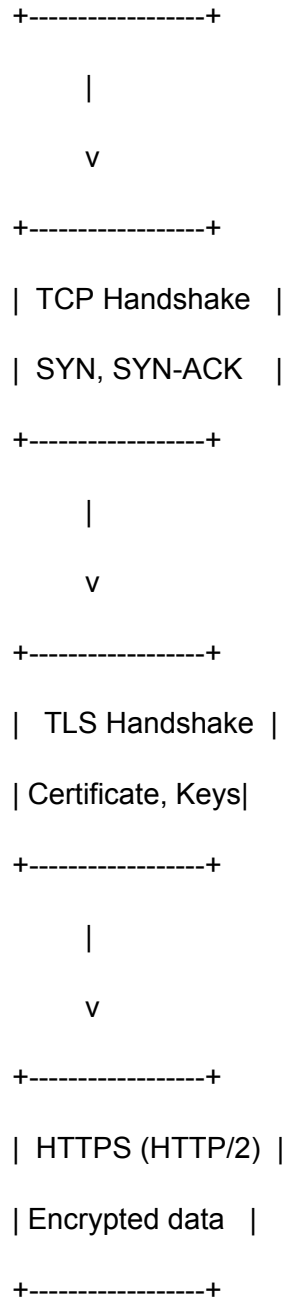 +------------------+
|
v
+------------------+
| TCP Handshake |
| SYN, SYN-ACK |
+------------------+
|
v
+------------------+
| TLS Handshake |
| Certificate, Keys|
+------------------+
|
v
+------------------+
| HTTPS (HTTP/2) |
| Encrypted data |
+------------------+